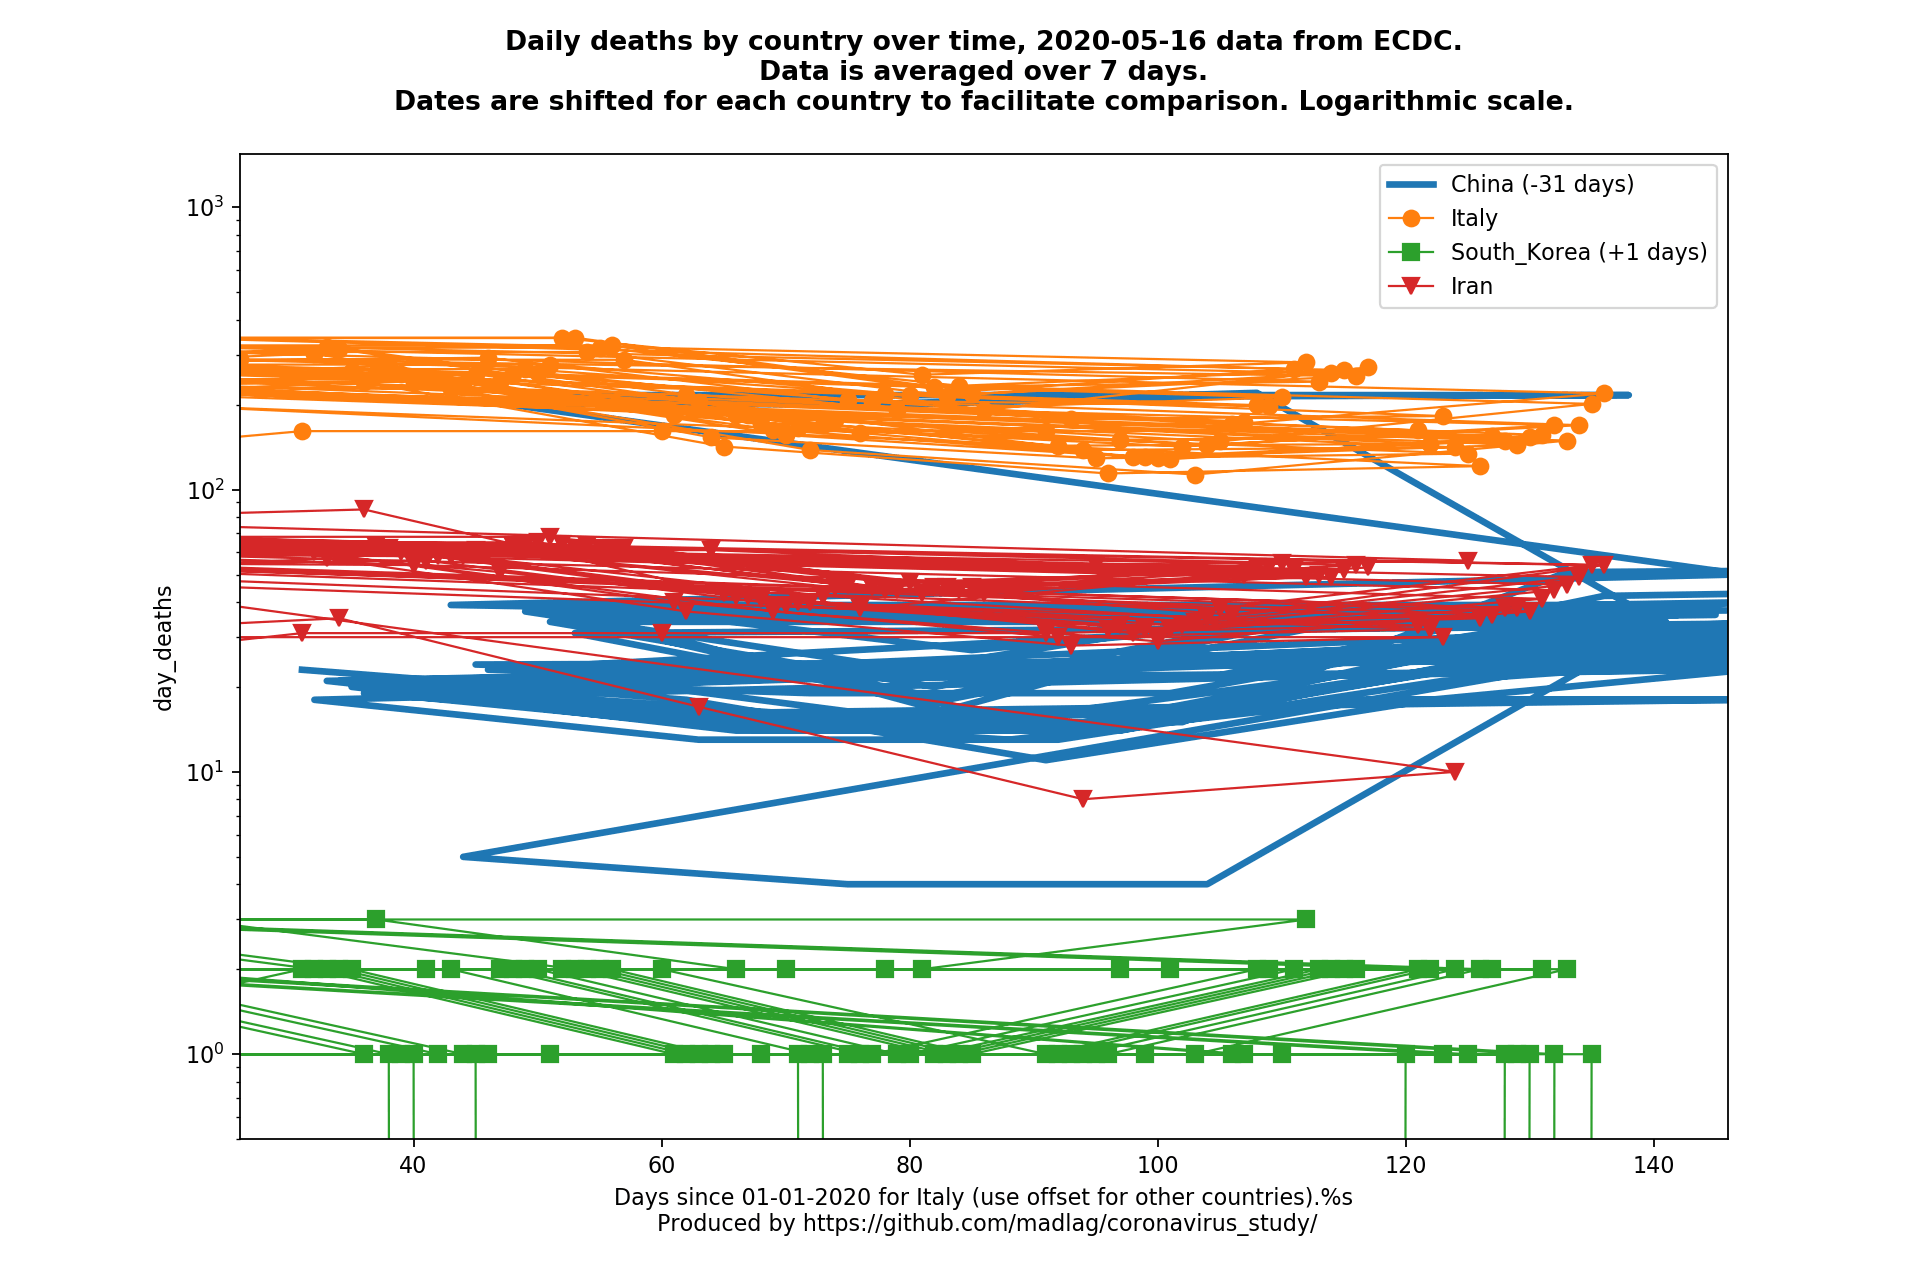 Daily deaths by country over time, 2020-05-16 data from ECDC.
Data is averaged over 7 days.
Dates are shifted for each country to facilitate comparison. Logarithmic scale.
China (-31 days)
Italy
South_Korea (+1 days)
Iran
day_deaths
10³
10²
10¹
10⁰
40 60 80 100 120 140
Days since 01-01-2020 for Italy (use offset for other countries).%s
Produced by https://github.com/madlag/coronavirus_study/